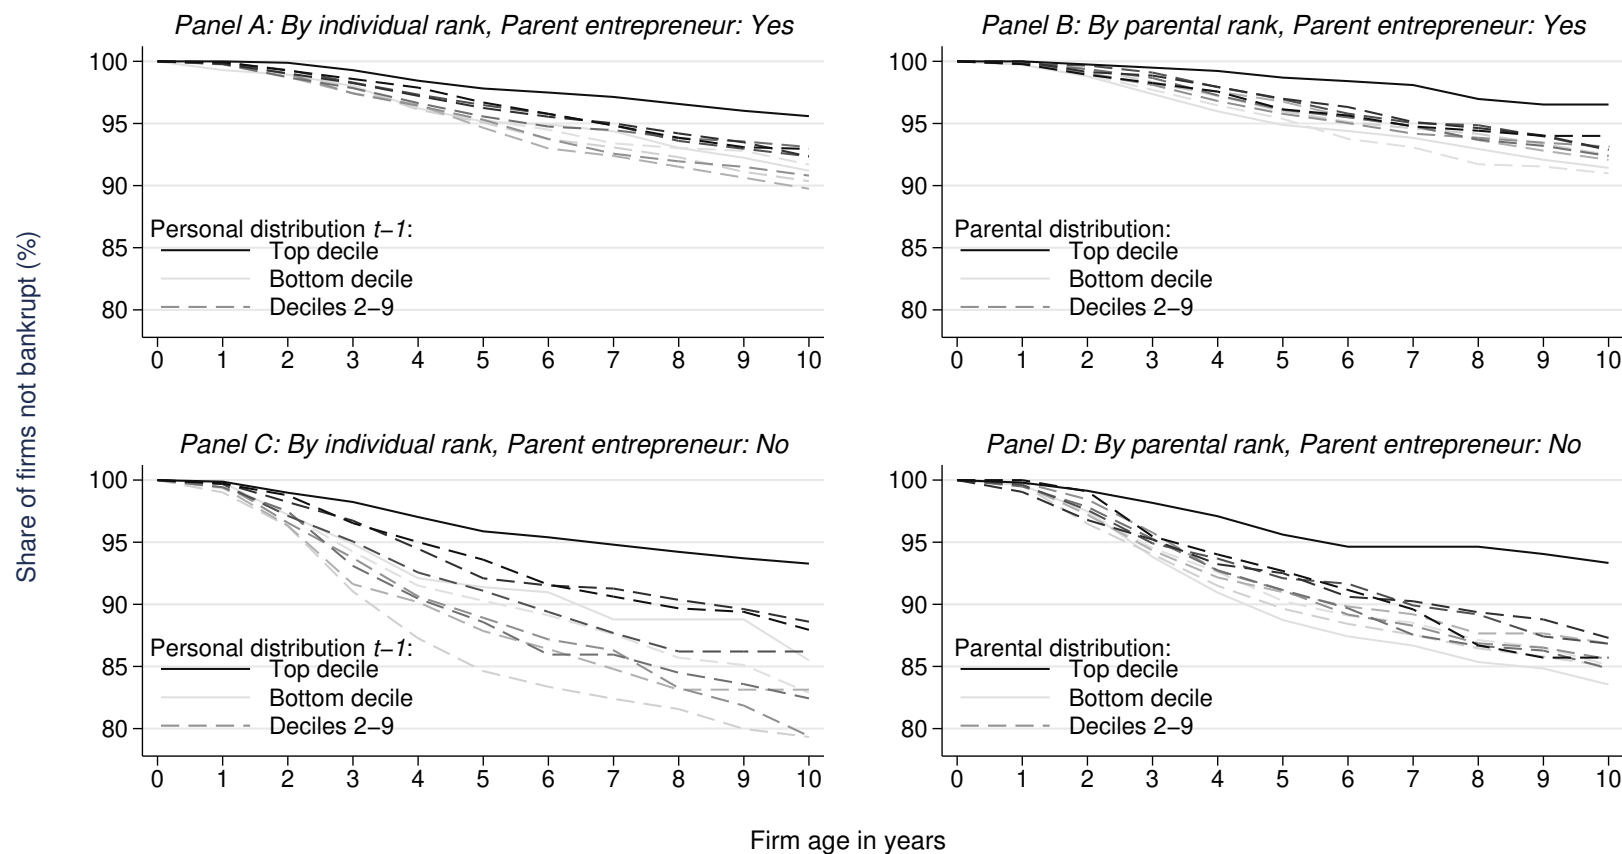 Panel A: By individual rank, Parent entrepreneur: Yes
100
95
90
85
80
Personal distribution t−1:
Top decile
Bottom decile
Deciles 2−9
0 1 2 3 4 5 6 7 8 9 10
Panel B: By parental rank, Parent entrepreneur: Yes
100
95
90
85
80
Parental distribution:
Top decile
Bottom decile
Deciles 2−9
0 1 2 3 4 5 6 7 8 9 10
Share of firms not bankrupt (%)
Panel C: By individual rank, Parent entrepreneur: No
100
95
90
85
80
Personal distribution t−1:
Top decile
Bottom decile
Deciles 2−9
0 1 2 3 4 5 6 7 8 9 10
Panel D: By parental rank, Parent entrepreneur: No
100
95
90
85
80
Parental distribution:
Top decile
Bottom decile
Deciles 2−9
0 1 2 3 4 5 6 7 8 9 10
Firm age in years